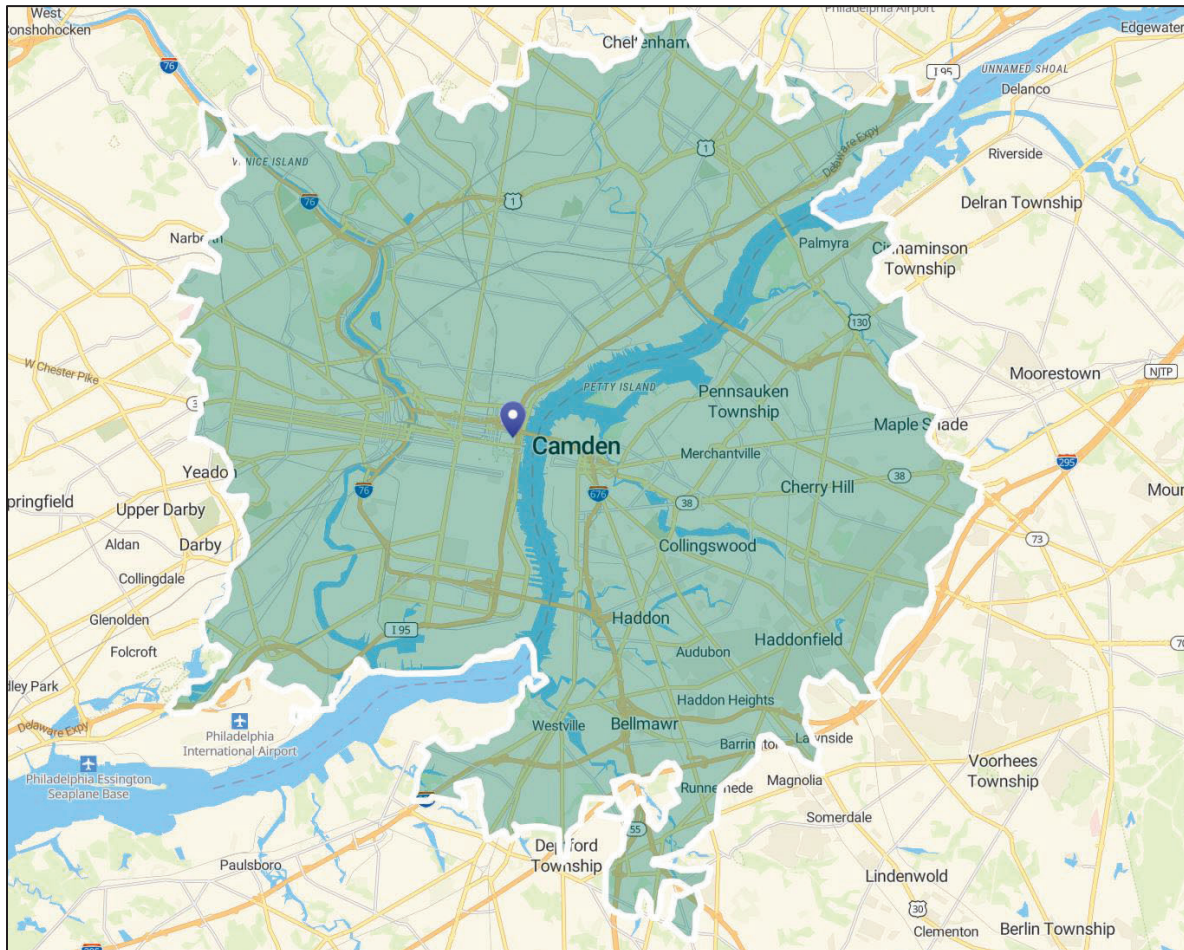 West
Conshohocken
76
Cheltenham
Philadelphia Airport
Edgewater
I 95
UNNAMED SHOAL
Delanco
VENICE ISLAND
76
1
1
Delaware Expy
Riverside
Delran Township
Narberth
Palmyra
Cinnaminson
Township
130
W Chester Pike
3
PETTY ISLAND
Pennsauken
Township
Moorestown
NJTP
Camden
Maple Shade
Merchantville
295
Yeadon
76
676
38
Cherry Hill
38
Springfield
Upper Darby
Aldan
Darby
Collingswood
73
Collingdale
Glenolden
I 95
Haddon
Haddonfield
Folcroft
Audubon
70
dley Park
Haddon Heights
Delaware Expy
Philadelphia
International Airport
Westville
Bellmawr
Barrington
Lawnside
Philadelphia Essington
Seaplane Base
Runnemede
Magnolia
Voorhees
Township
Somerdale
55
Deptford
Township
Paulsboro
Lindenwold
30
Clementon
Berlin Township